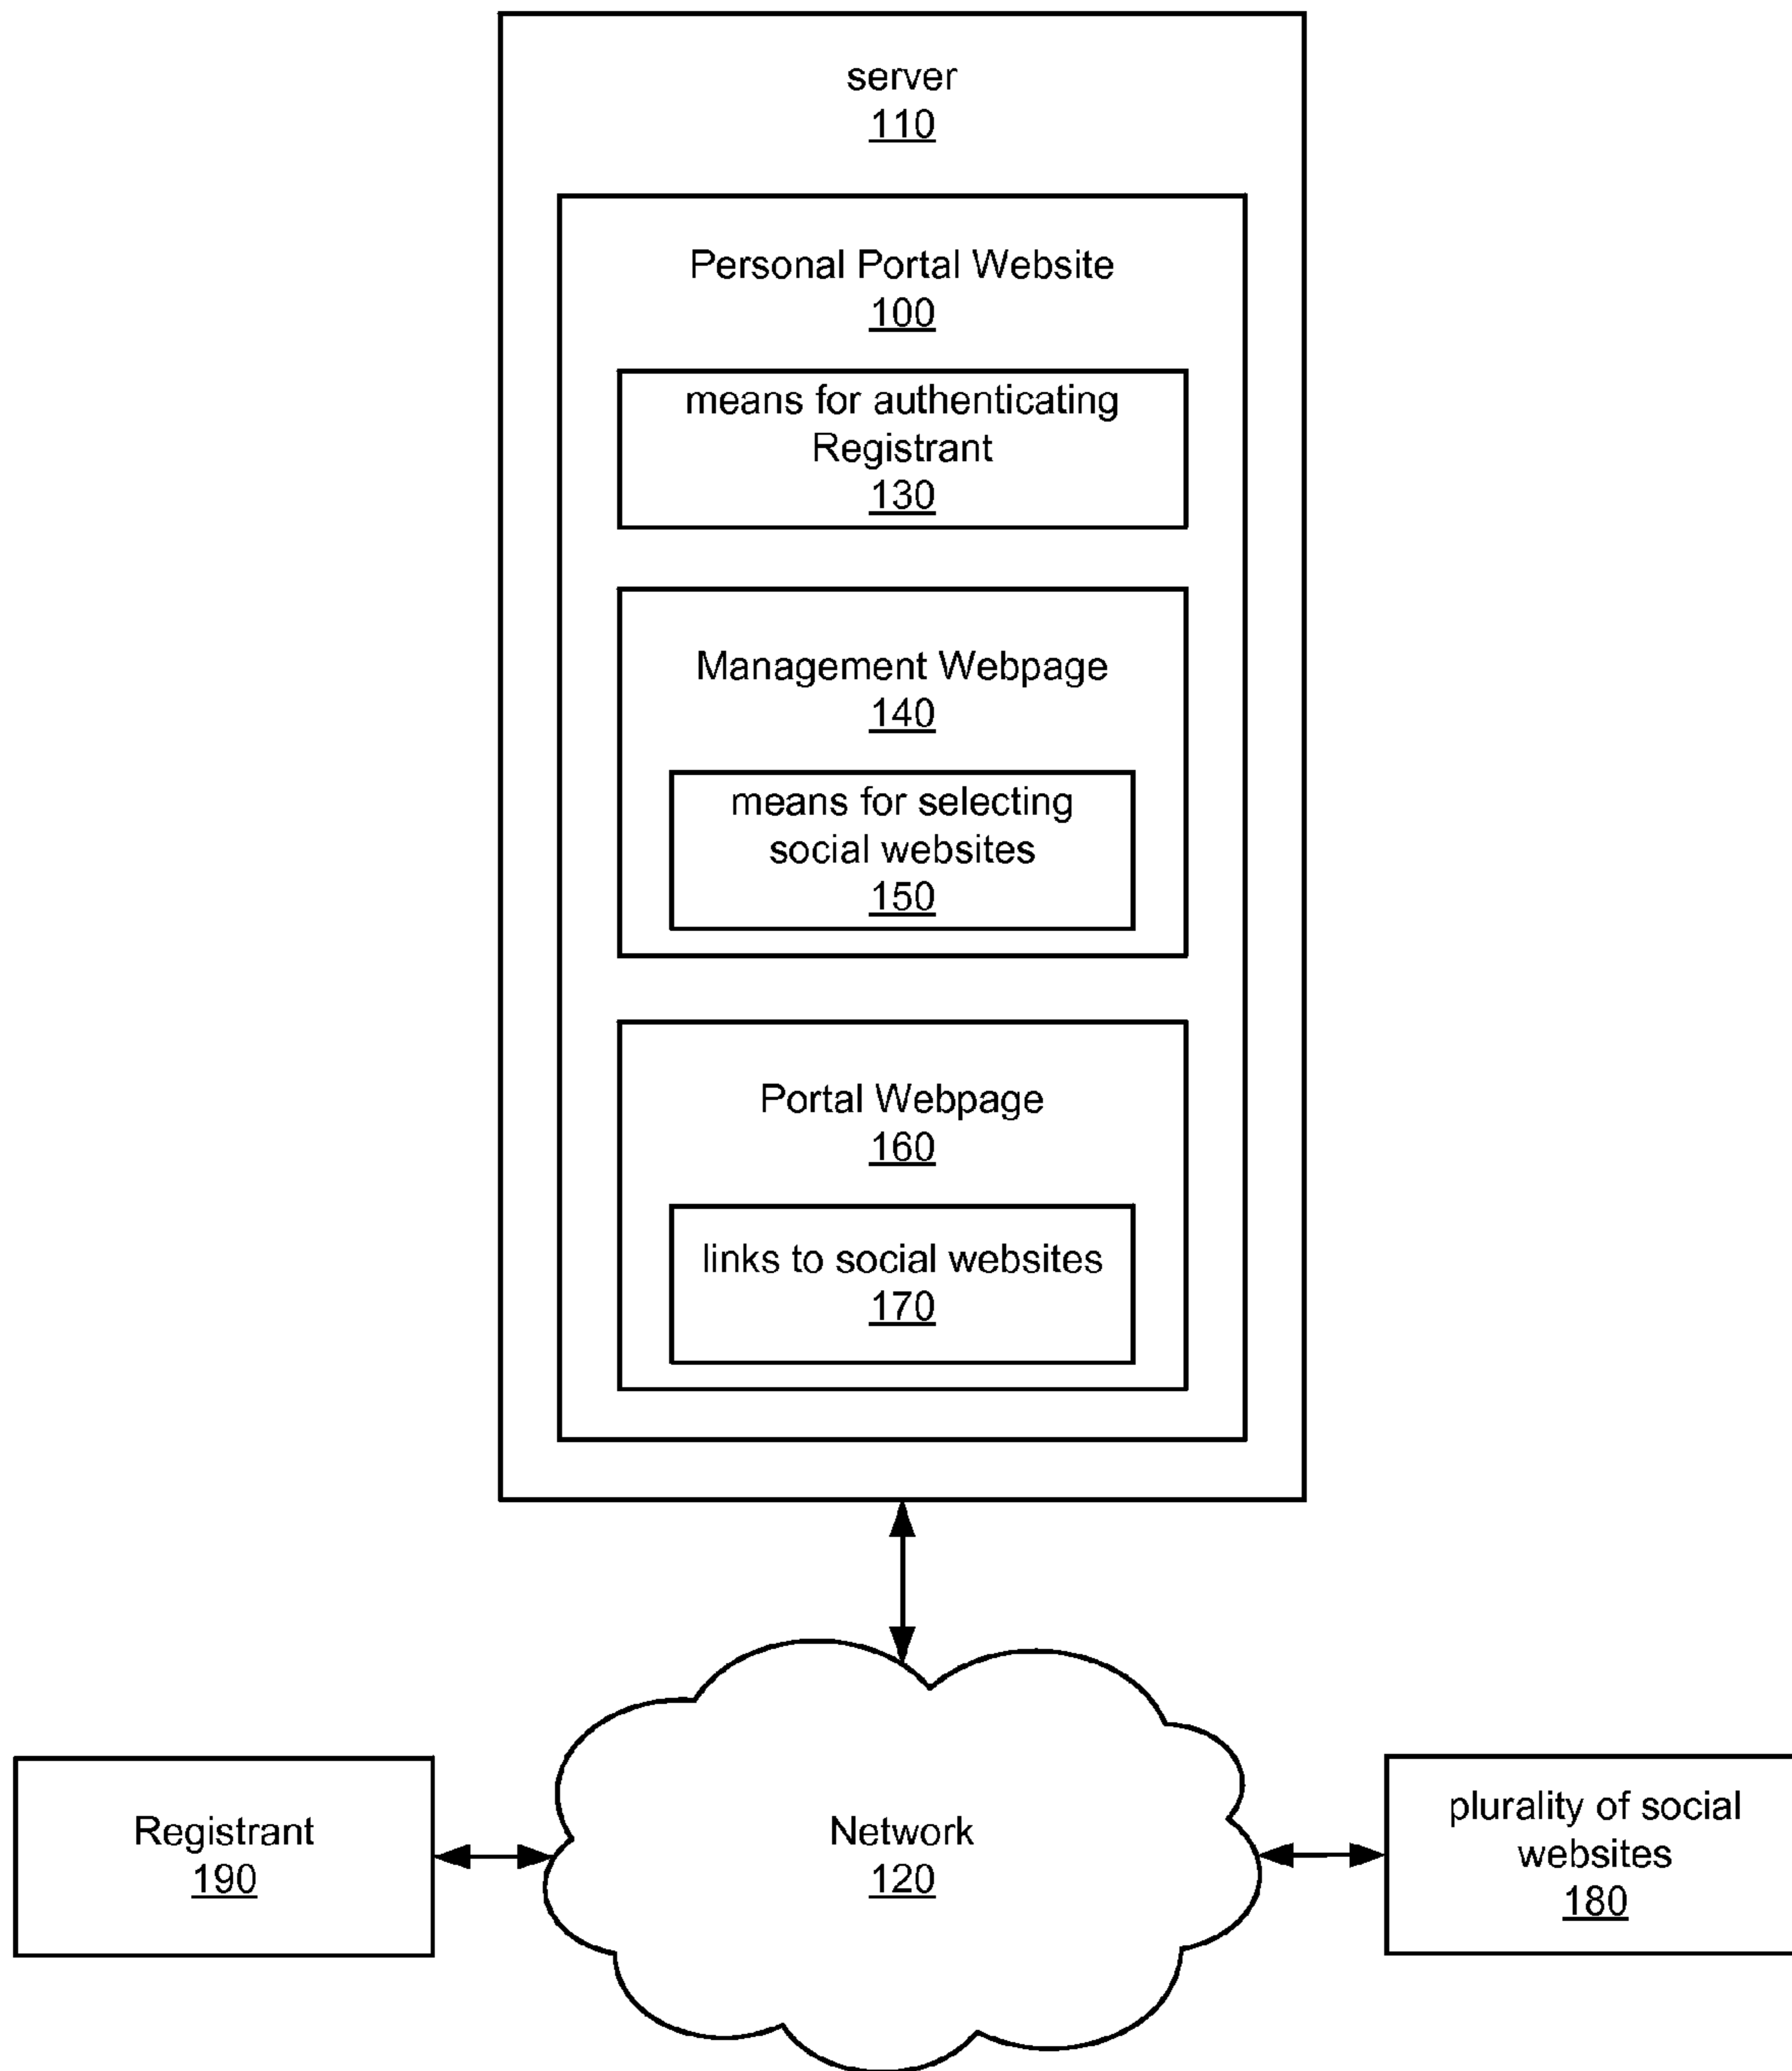 server
110
Personal Portal Website
100
means for authenticating
Registrant
130
Management Webpage
140
means for selecting
social websites
150
Portal Webpage
160
links to social websites
170
Registrant
190
Network
120
plurality of social
websites
180